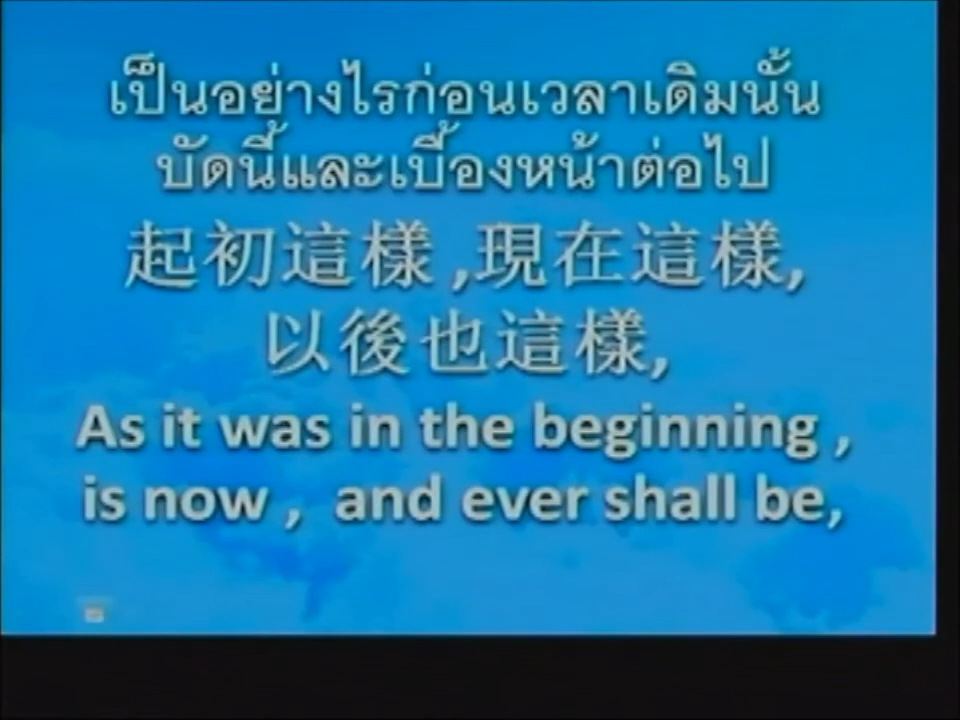 เป็นอย่างไรก่อนเวลาเดิมนั้น
บัดนี้และเบื้องหน้าต่อไป
起初這樣 ,現在這樣,
以後也這樣,
As it was in the beginning ,
is now ,  and ever shall be,